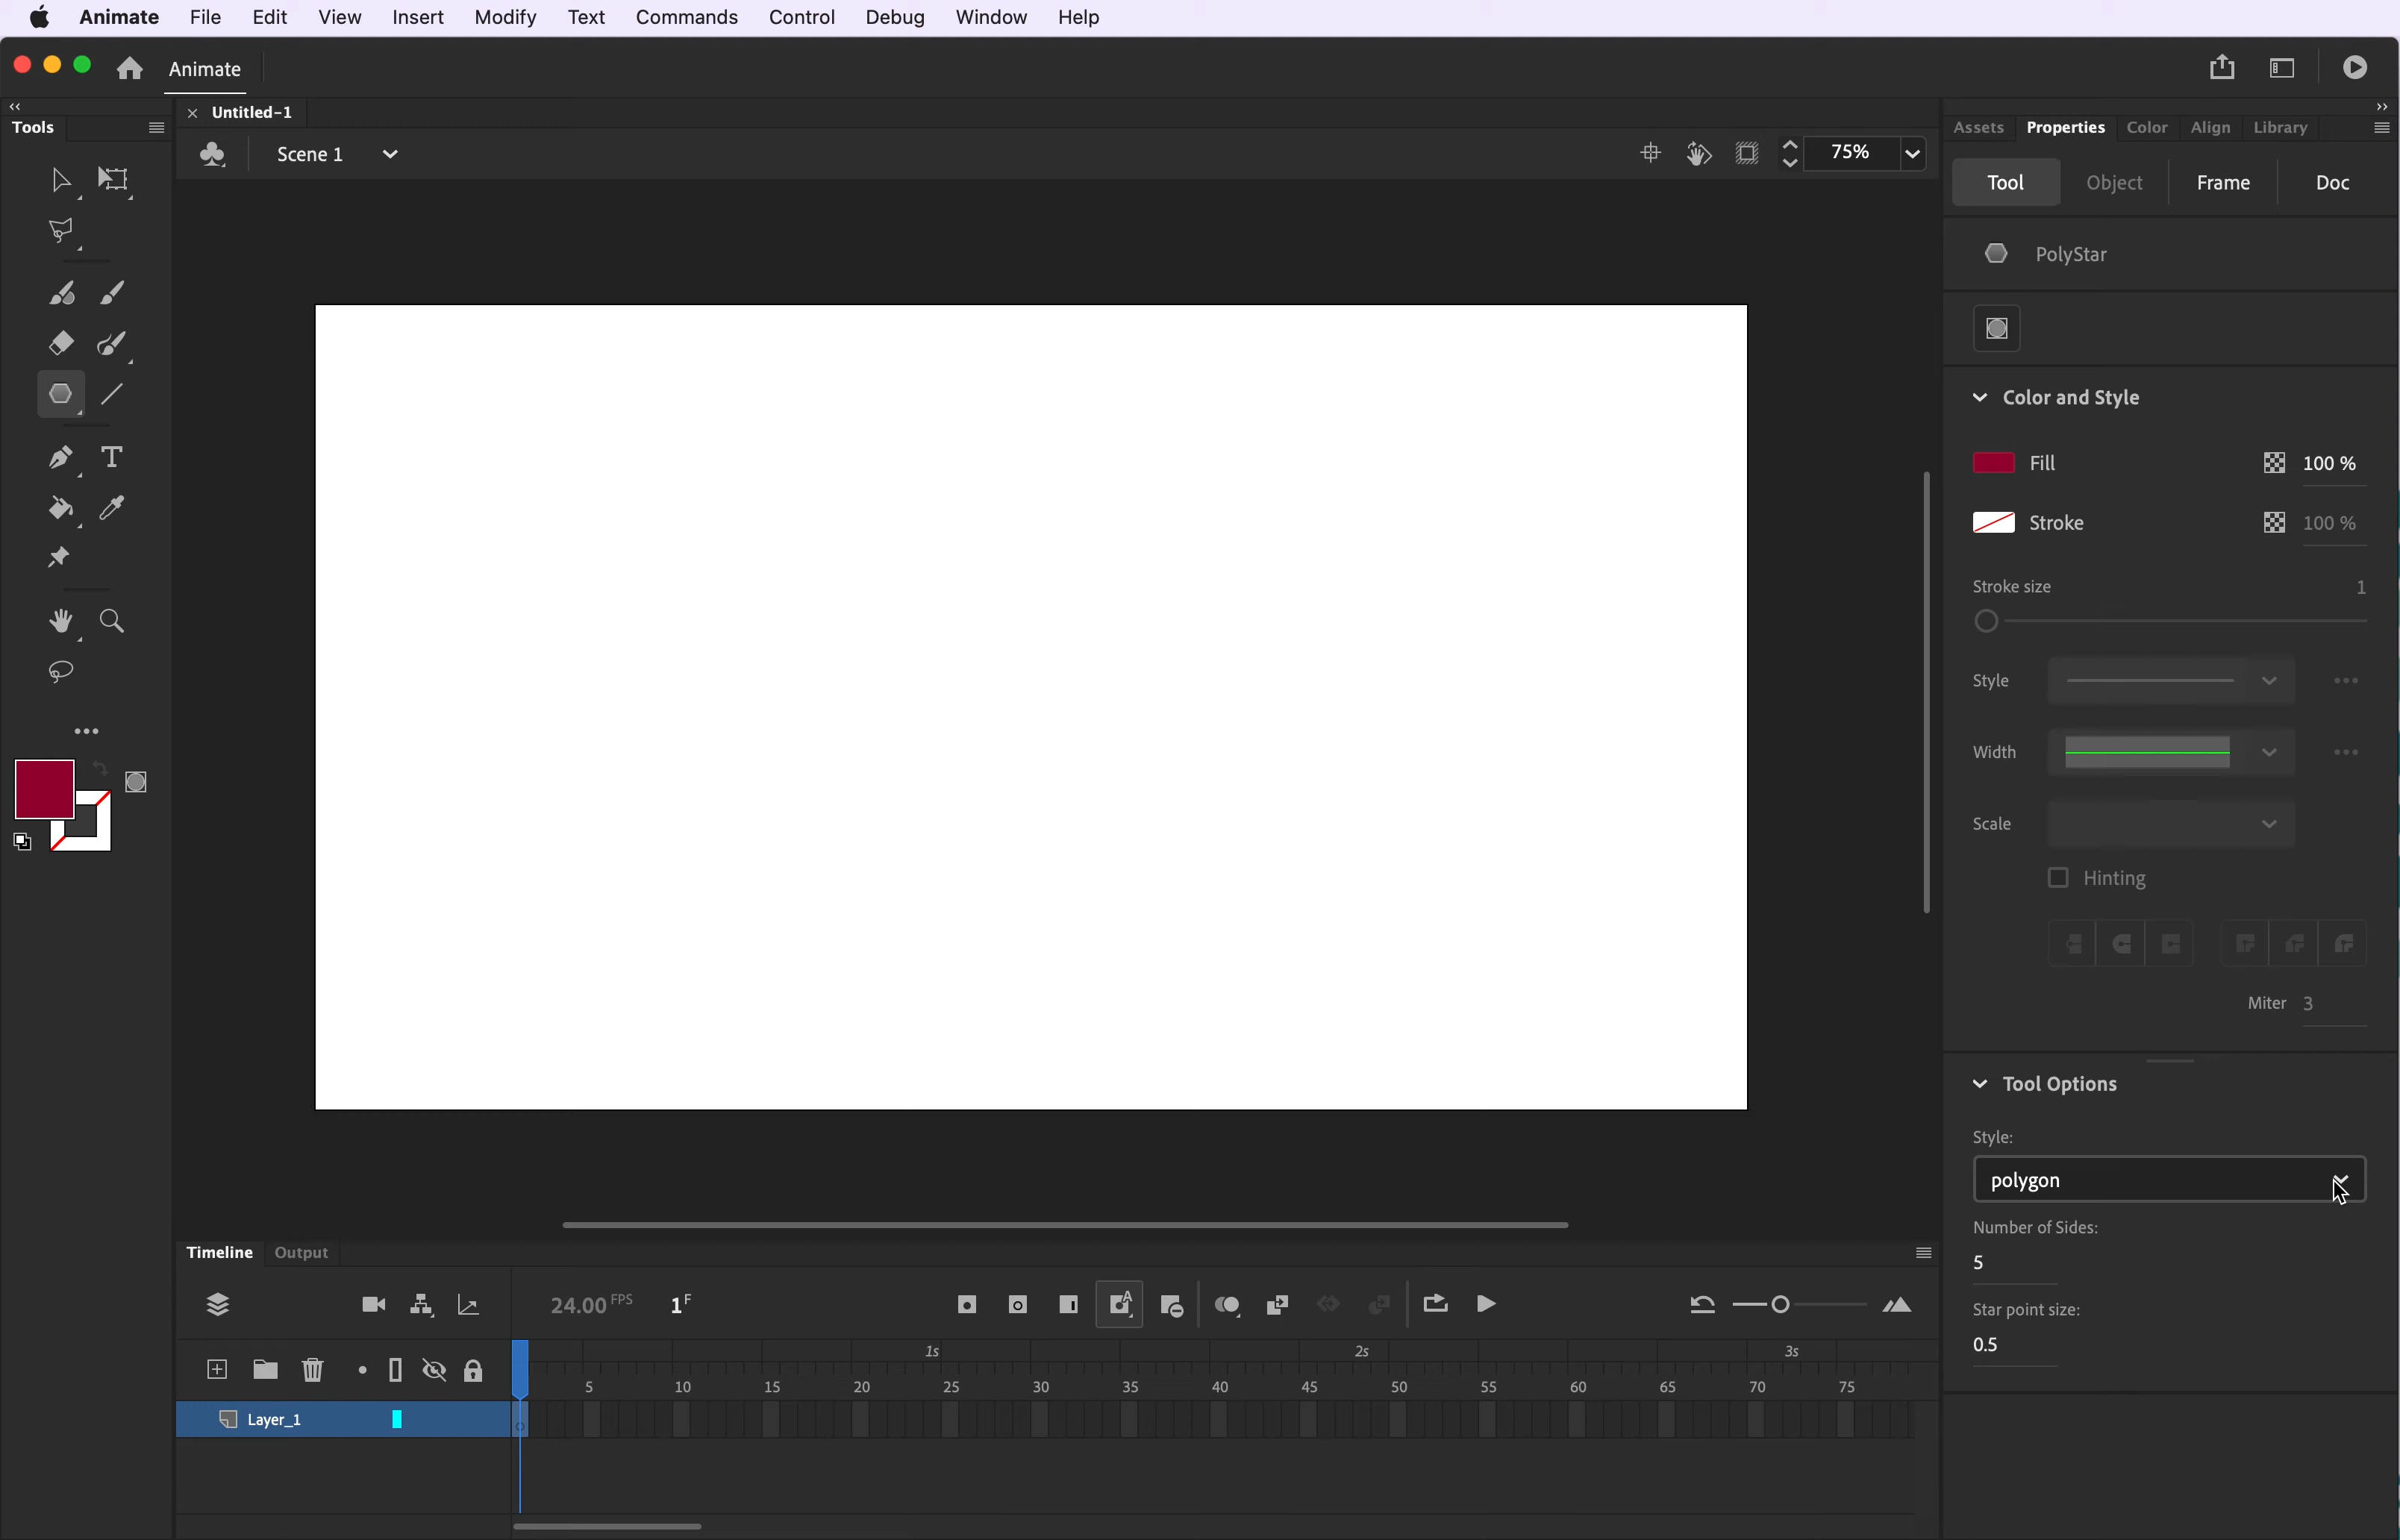 Animate File Edit View Insert Modify Text Commands Control Debug Window Help
Animate
Tools
Untitled-1
Assets Properties Color Align Library
Scene 1
75%
Tool Object Frame Doc
PolyStar
Color and Style
Fill 100 %
Stroke 100 %
Stroke size 1
Style
Width
Scale
Hinting
Miter 3
Tool Options
Style:
polygon
Number of Sides:
5
Star point size:
0.5
Timeline Output
24.00 FPS 1 F
1s 2s 3s
5 10 15 20 25 30 35 40 45 50 55 60 65 70 75
Layer_1